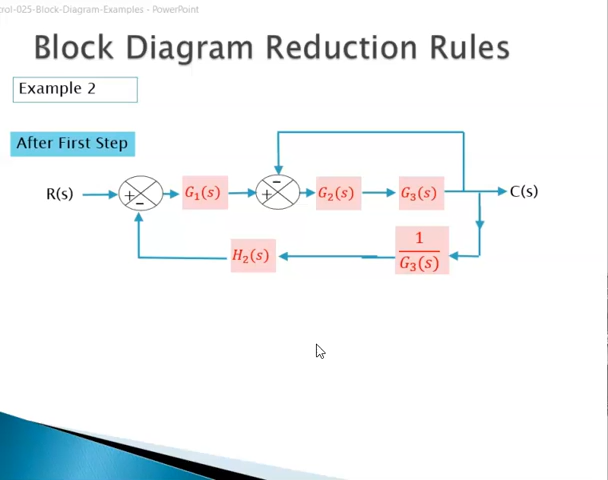 rol-025-Block-Diagram-Examples - PowerPoint
Block Diagram Reduction Rules
Example 2
After First Step
−
R(s) + − G₁(s) + G₂(s) G₃(s) C(s)
H₂(s) 1/G₃(s)